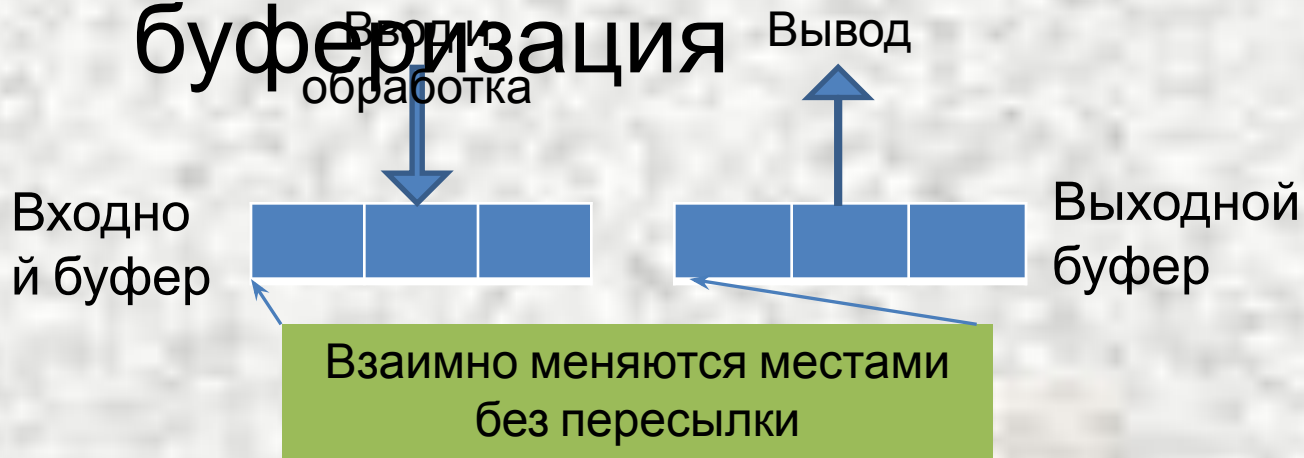 буферизация
Ввод и
обработка
Вывод
Входно
й буфер
Выходной
буфер
Взаимно меняются местами
без пересылки